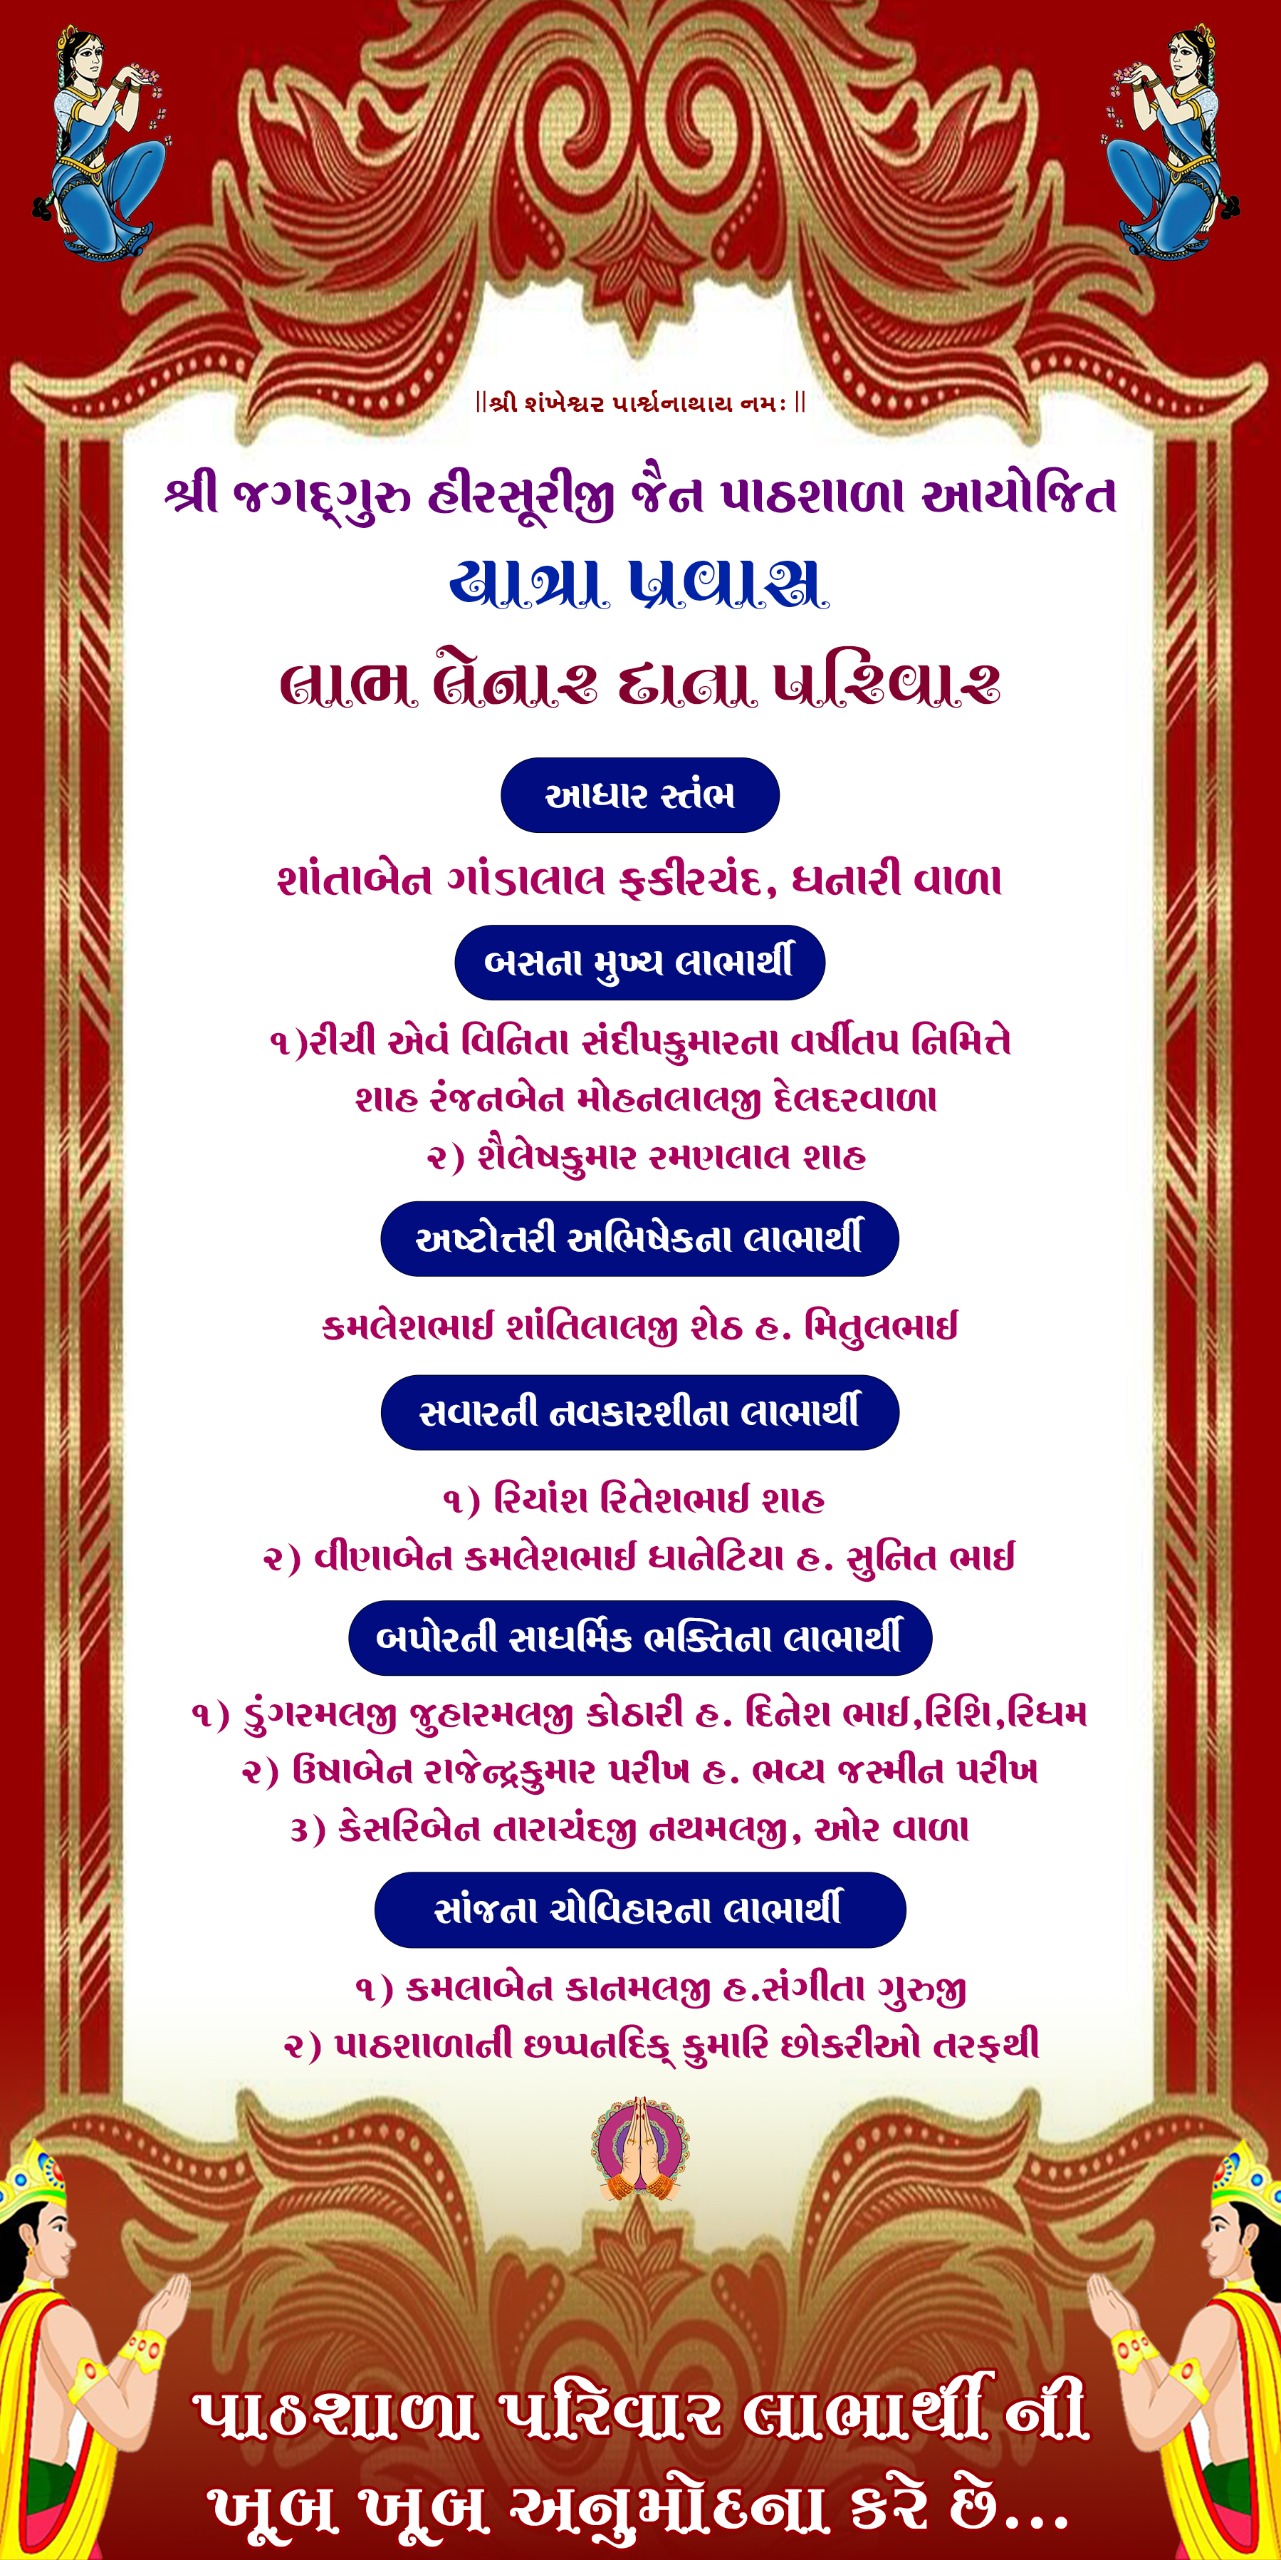 ||શ્રી શંખેશ્વર પાર્શ્વનાથાય નમઃ ||
શ્રી જગદ્‌ગુરુ હીરસૂરીજી જૈન પાઠશાળા આયોજિત
યાત્રા પ્રવાસ
લાભ લેનાર દાતા પરિવાર
આધાર સ્તંભ
શાંતાબેન ગાંડાલાલ ફકીરચંદ, ધનારી વાળા
બસના મુખ્ય લાભાર્થી
૧)રીચી એવં વિનિતા સંદીપકુમારના વર્ષીતપ નિમિત્તે
શાહ રંજનબેન મોહનલાલજી દેલદરવાળા
૨) શૈલેષકુમાર રમણલાલ શાહ
અષ્ટોત્તરી અભિષેકના લાભાર્થી
કમલેશભાઈ શાંતિલાલજી શેઠ હ. મિતુલભાઈ
સવારની નવકારશીના લાભાર્થી
૧) રિયાંશ રિતેશભાઈ શાહ
૨) વીણાબેન કમલેશભાઈ ધાનેટિયા હ. સુનિત ભાઈ
બપોરની સાધર્મિક ભક્તિના લાભાર્થી
૧) ડુંગરમલજી જુહારમલજી કોઠારી હ. દિનેશ ભાઈ,રિશિ,રિધમ
૨) ઉષાબેન રાજેન્દ્રકુમાર પરીખ હ. ભવ્ય જસ્મીન પરીખ
૩) કેસરિબેન તારાચંદજી નથમલજી, ઓર વાળા
સાંજના ચોવિહારના લાભાર્થી
૧) કમલાબેન કાનમલજી હ.સંગીતા ગુરુજી
૨) પાઠશાળાની છપ્પનદિક્ કુમારિ છોકરીઓ તરફથી
પાઠશાળા પરિવાર લાભાર્થી ની
ખૂબ ખૂબ અનુમોદના કરે છે...